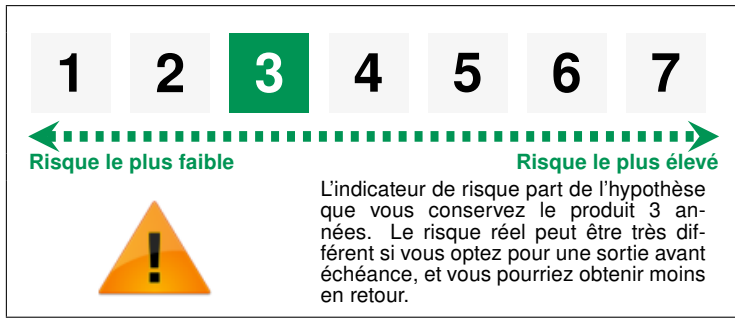 1 2 3 4 5 6 7
Risque le plus faible Risque le plus élevé
L'indicateur de risque part de l'hypothèse
que vous conservez le produit 3 an-
nées. Le risque réel peut être très dif-
férent si vous optez pour une sortie avant
échéance, et vous pourriez obtenir moins
en retour.
!